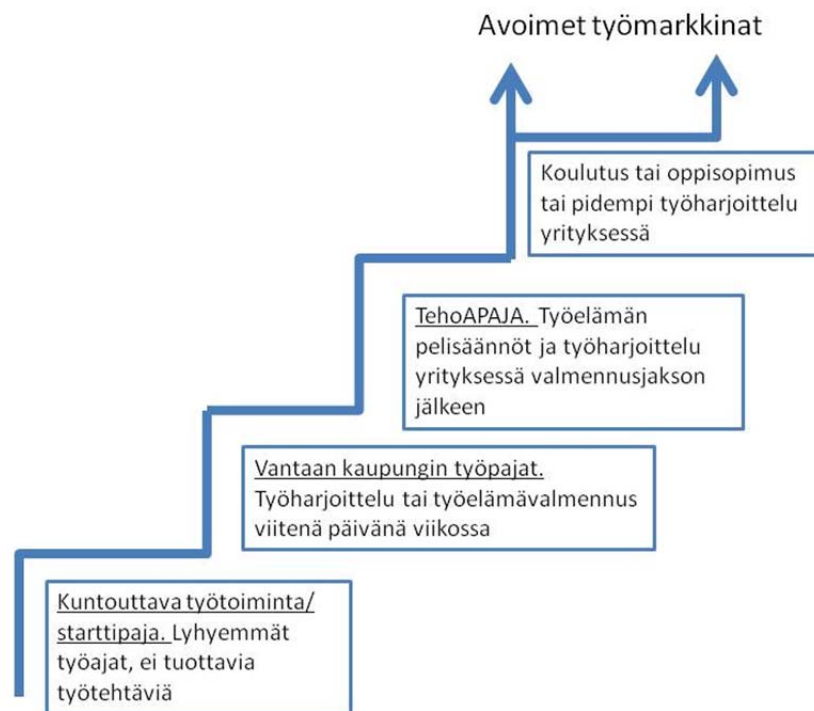 Avoimet työmarkkinat
Koulutus tai oppisopimus
tai pidempi työharjoittelu
yrityksessä
TehoAPAJA. Työelämän
pelisäännöt ja työharjoittelu
yrityksessä valmennusjakson
jälkeen
Vantaan kaupungin työpajat.
Työharjoittelu tai työelämävalmennus
viitenä päivänä viikossa
Kuntouttava työtoiminta/
starttipaja. Lyhyemmät
työajat, ei tuottavia
työtehtäviä